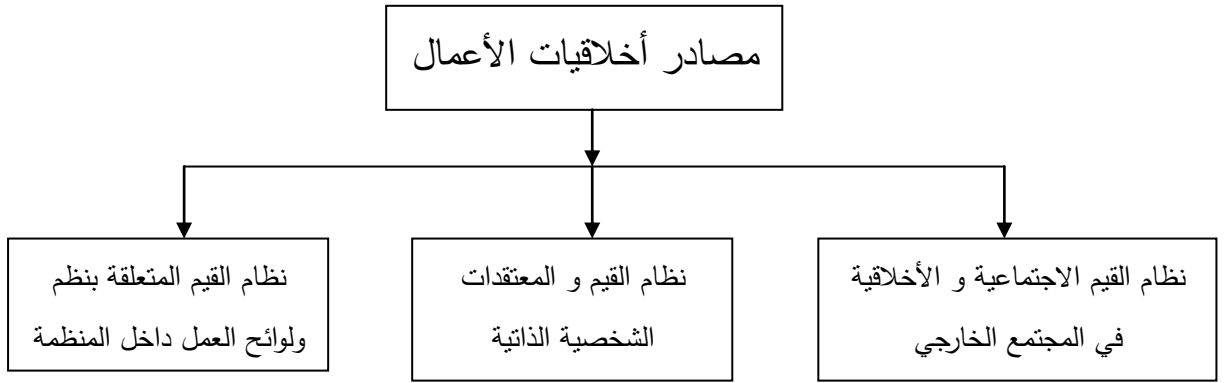 مصادر أخلاقيات الأعمال
نظام القيم الاجتماعية و الأخلاقية
في المجتمع الخارجي
نظام القيم و المعتقدات
الشخصية الذاتية
نظام القيم المتعلقة بنظم
ولوائح العمل داخل المنظمة